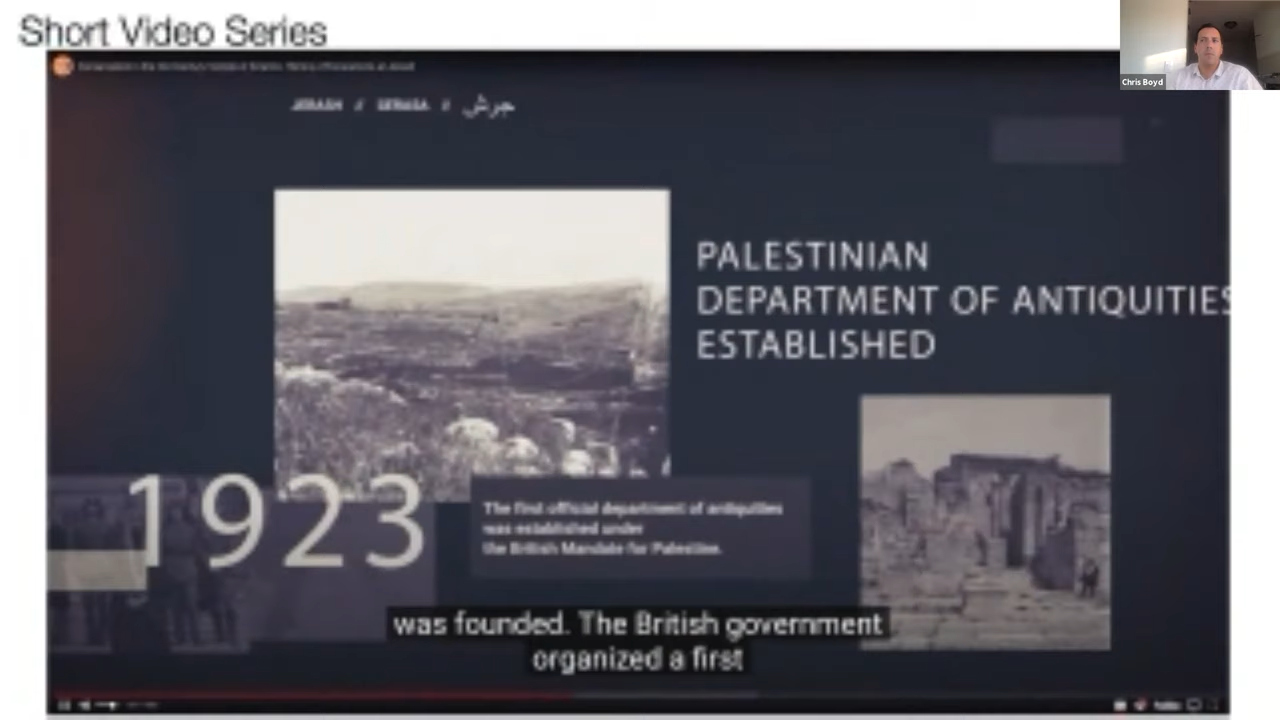 Short Video Series
Chris Boyd
JERASH // GERASA // جرش
PALESTINIAN
DEPARTMENT OF ANTIQUITIES
ESTABLISHED
1923
The first official department of antiquities
was established under
the British Mandate for Palestine.
was founded. The British government
organized a first